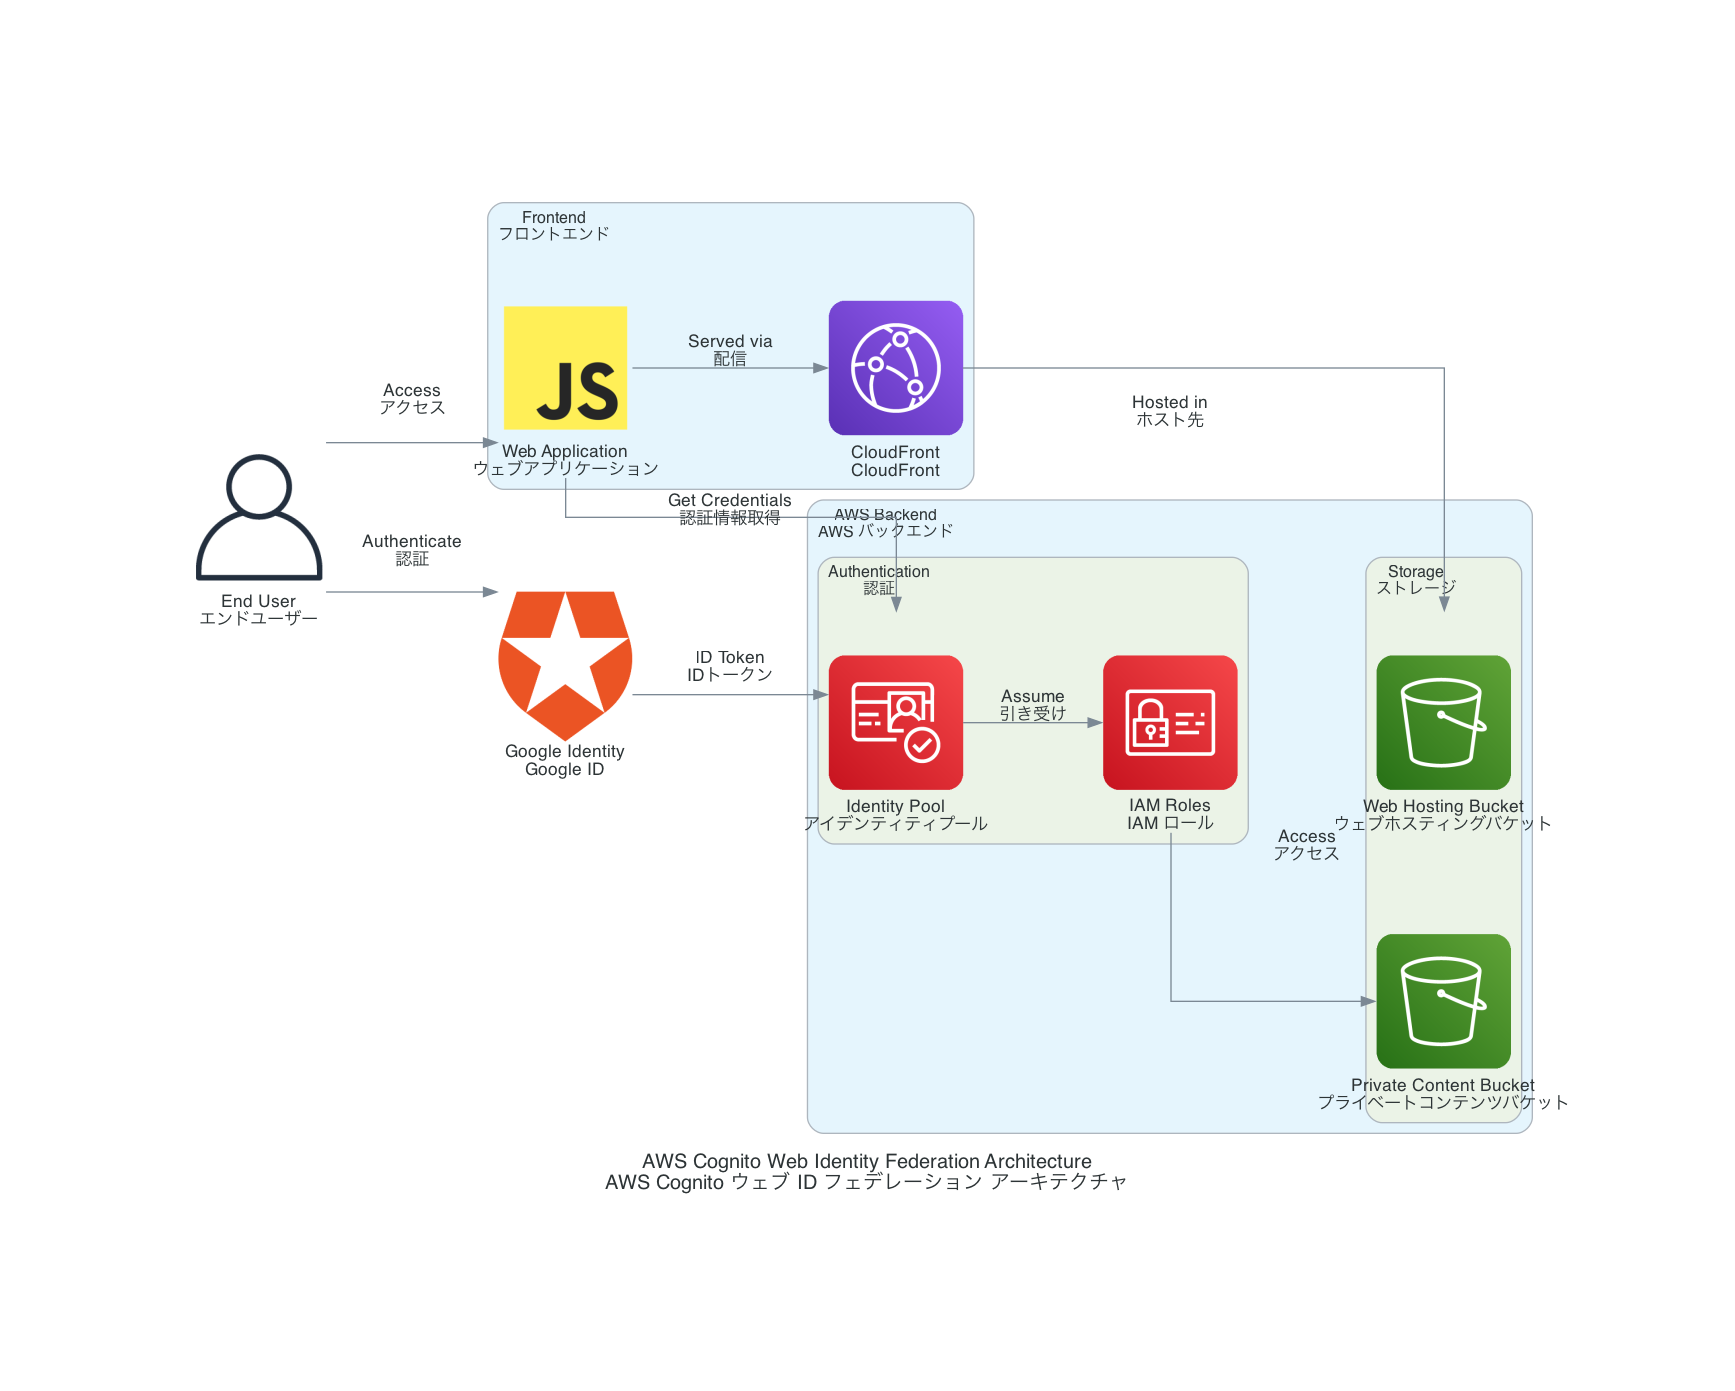 Frontend
フロントエンド
JS
Served via
配信
Access
アクセス
Hosted in
ホスト先
Web Application
ウェブアプリケーション
CloudFront
CloudFront
Get Credentials
認証情報取得
AWS Backend
AWS バックエンド
Authenticate
認証
Authentication
認証
Storage
ストレージ
End User
エンドユーザー
ID Token
IDトークン
Assume
引き受け
Google Identity
Google ID
Identity Pool
アイデンティティプール
IAM Roles
IAM ロール
Web Hosting Bucket
ウェブホスティングバケット
Access
アクセス
Private Content Bucket
プライベートコンテンツバケット
AWS Cognito Web Identity Federation Architecture
AWS Cognito ウェブ ID フェデレーション アーキテクチャ